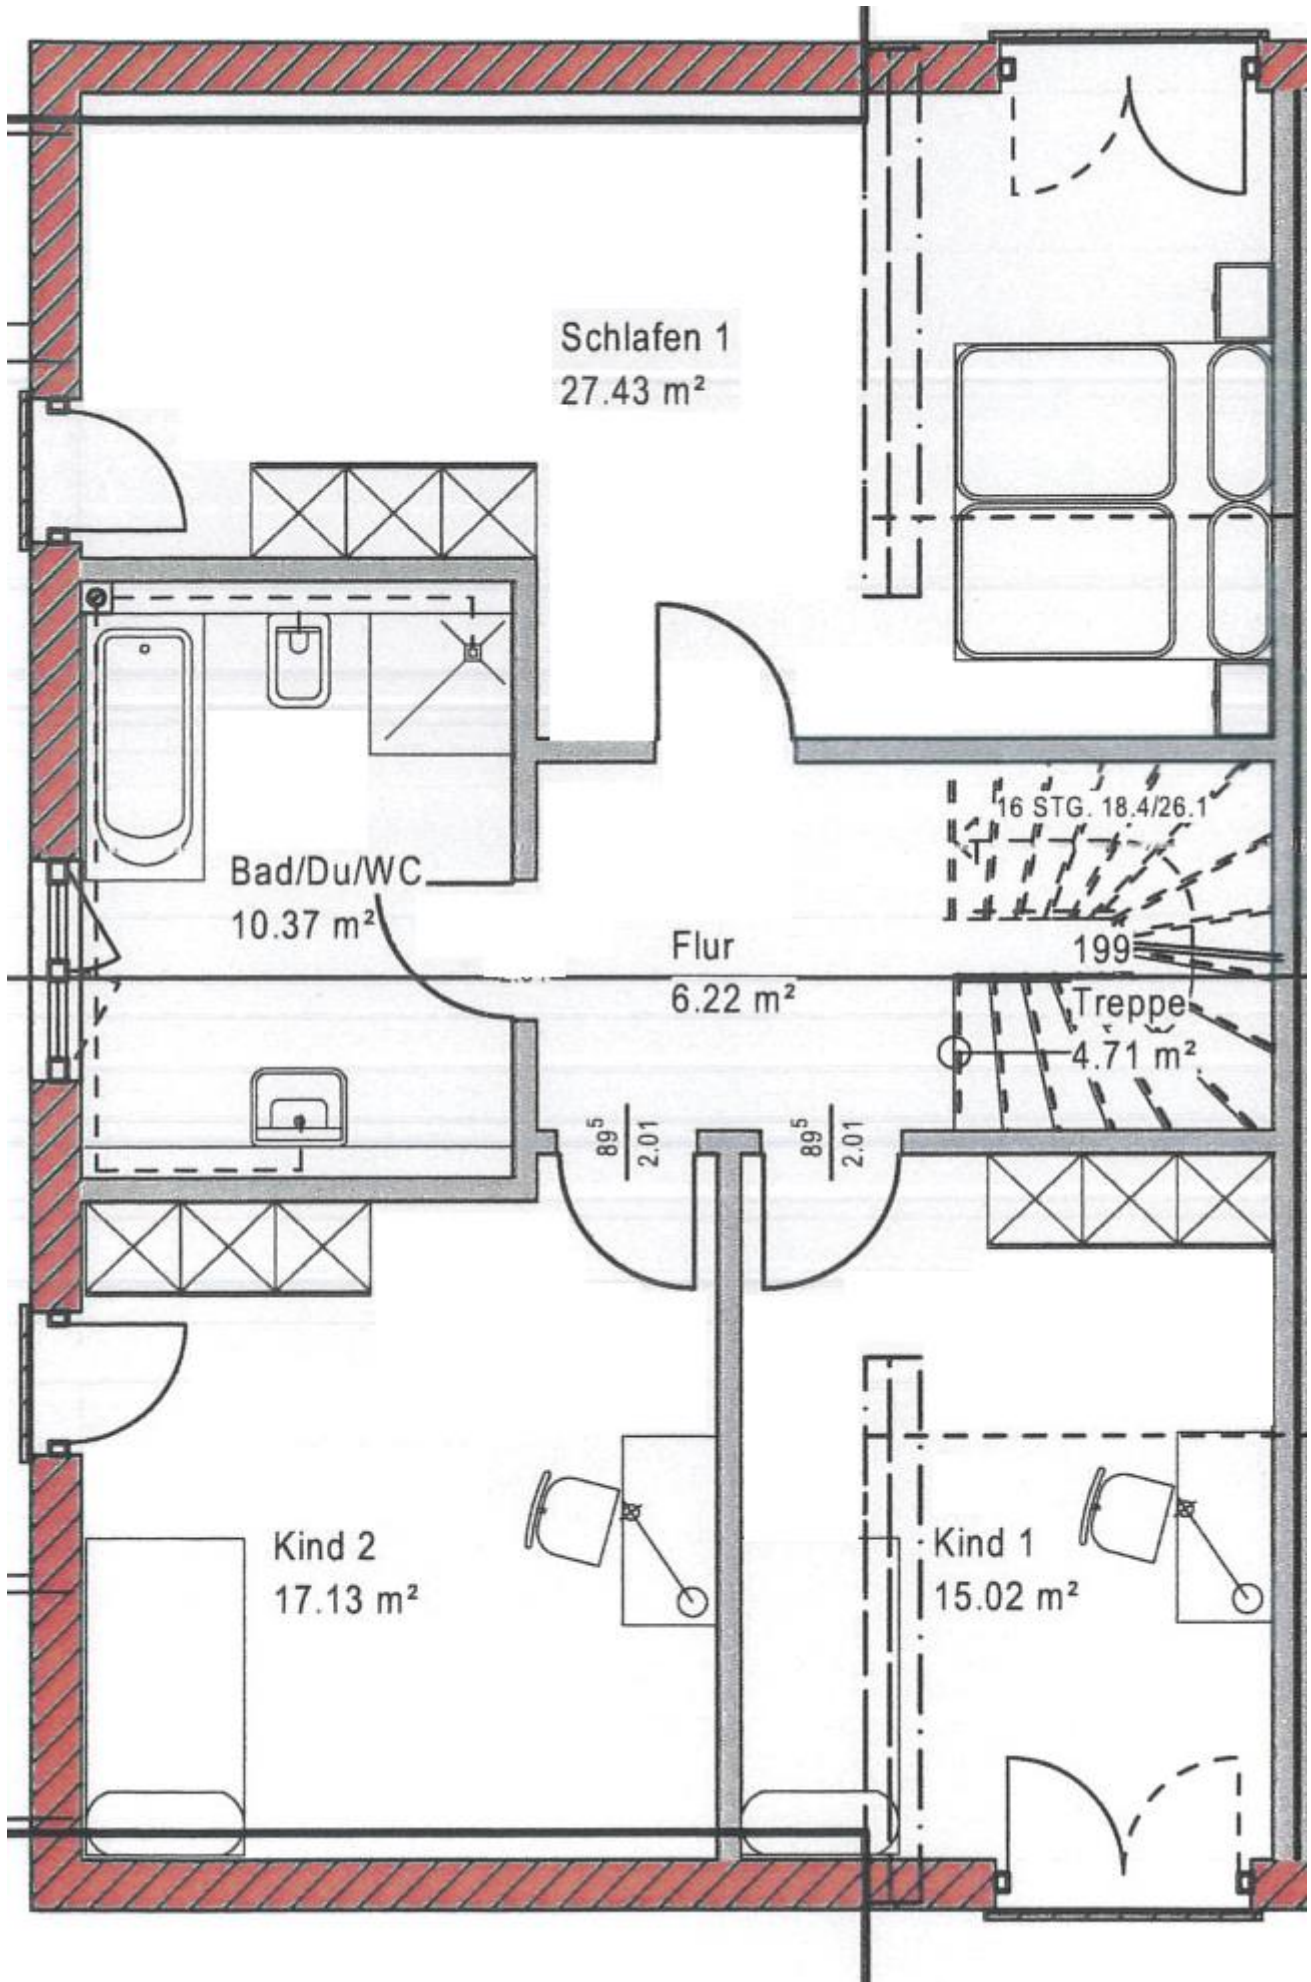 Schlafen 1
27.43 m²
16 STG. 18.4/26.1
Bad/Du/WC
10.37 m²
Flur
6.22 m²
199
Treppe
4.71 m²
89⁵
2.01
89⁵
2.01
Kind 2
17.13 m²
Kind 1
15.02 m²